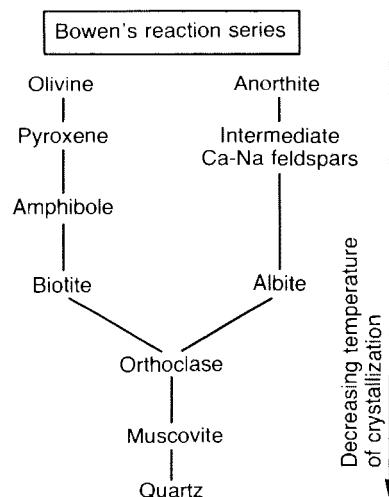 Bowen's reaction series
Olivine
Anorthite
Pyroxene
Intermediate
Ca-Na feldspars
Amphibole
Biotite
Albite
Orthoclase
Muscovite
Quartz
Decreasing temperature
of crystallization